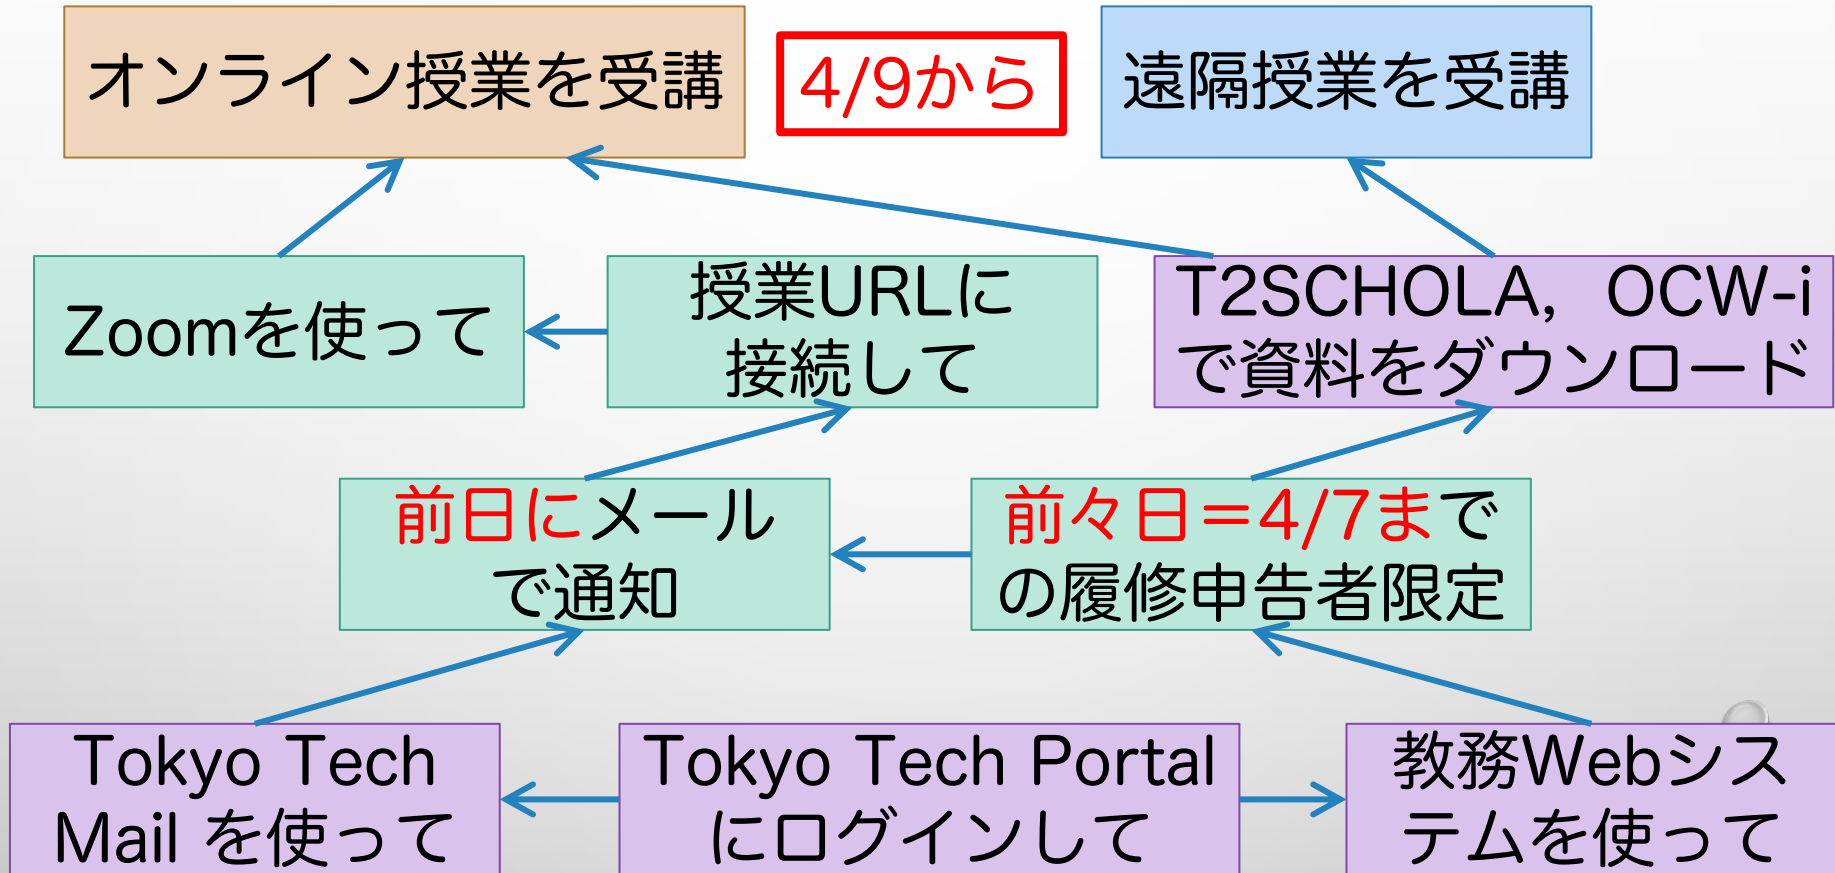 オンライン授業を受講
4/9から
遠隔授業を受講
Zoomを使って
授業URLに
接続して
T2SCHOLA，OCW-i
で資料をダウンロード
前日にメール
で通知
前々日＝4/7まで
の履修申告者限定
Tokyo Tech
Mail を使って
Tokyo Tech Portal
にログインして
教務Webシス
テムを使って